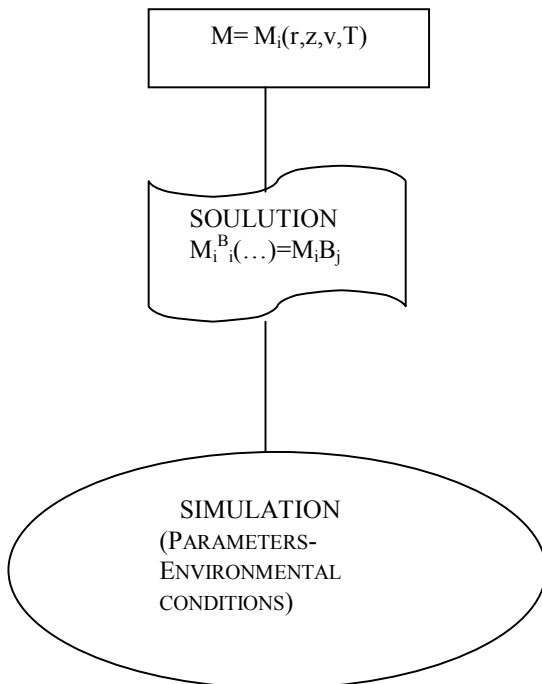 M= Mᵢ(r,z,v,T)
SOULUTION
Mᵢᴮᵢ(…)=MᵢBⱼ
SIMULATION
(PARAMETERS-
ENVIRONMENTAL
CONDITIONS)